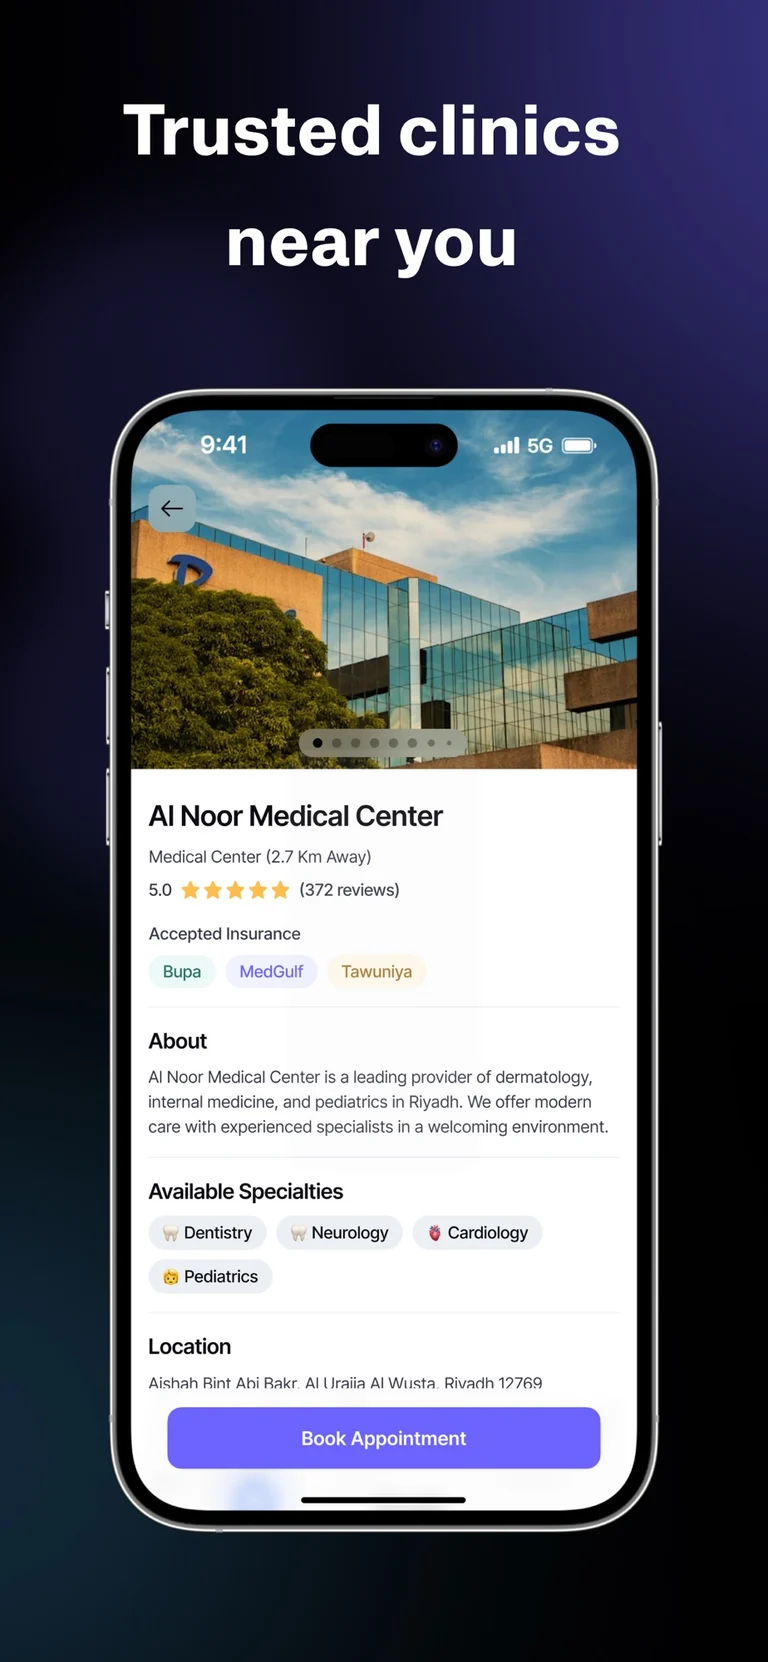 Trusted clinics
near you
9:41
5G
Al Noor Medical Center
Medical Center (2.7 Km Away)
5.0 (372 reviews)
Accepted Insurance
Bupa MedGulf Tawuniya
About
Al Noor Medical Center is a leading provider of dermatology,
internal medicine, and pediatrics in Riyadh. We offer modern
care with experienced specialists in a welcoming environment.
Available Specialties
Dentistry Neurology Cardiology
Pediatrics
Location
Aishah Bint Abi Bakr, Al Uraija Al Wusta, Riyadh 12769
Book Appointment